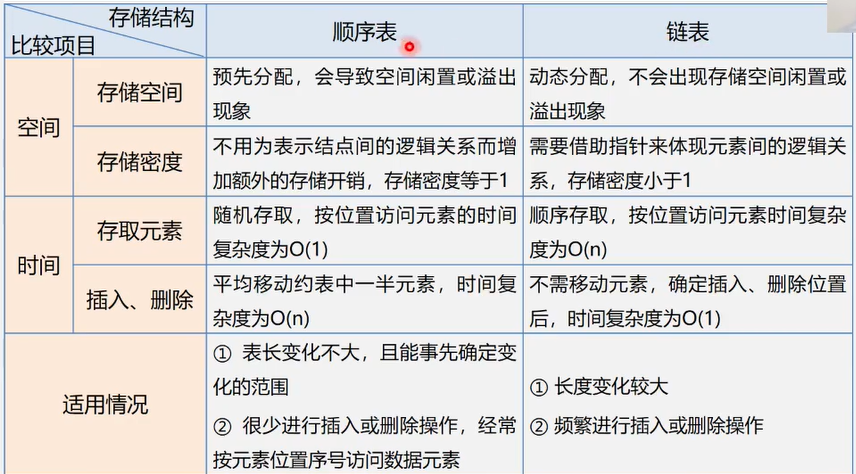 存储结构
比较项目
顺序表
链表
空间
存储空间
预先分配，会导致空间闲置或溢出
现象
动态分配，不会出现存储空间闲置或
溢出现象
存储密度
不用为表示结点间的逻辑关系而增
加额外的存储开销，存储密度等于1
需要借助指针来体现元素间的逻辑关
系，存储密度小于1
时间
存取元素
随机存取，按位置访问元素的时间
复杂度为O(1)
顺序存取，按位置访问元素时间复杂
度为O(n)
插入、删除
平均移动约表中一半元素，时间复
杂度为O(n)
不需移动元素，确定插入、删除位置
后，时间复杂度为O(1)
适用情况
① 表长变化不大，且能事先确定变
化的范围
② 很少进行插入或删除操作，经常
按元素位置序号访问数据元素
① 长度变化较大
② 频繁进行插入或删除操作